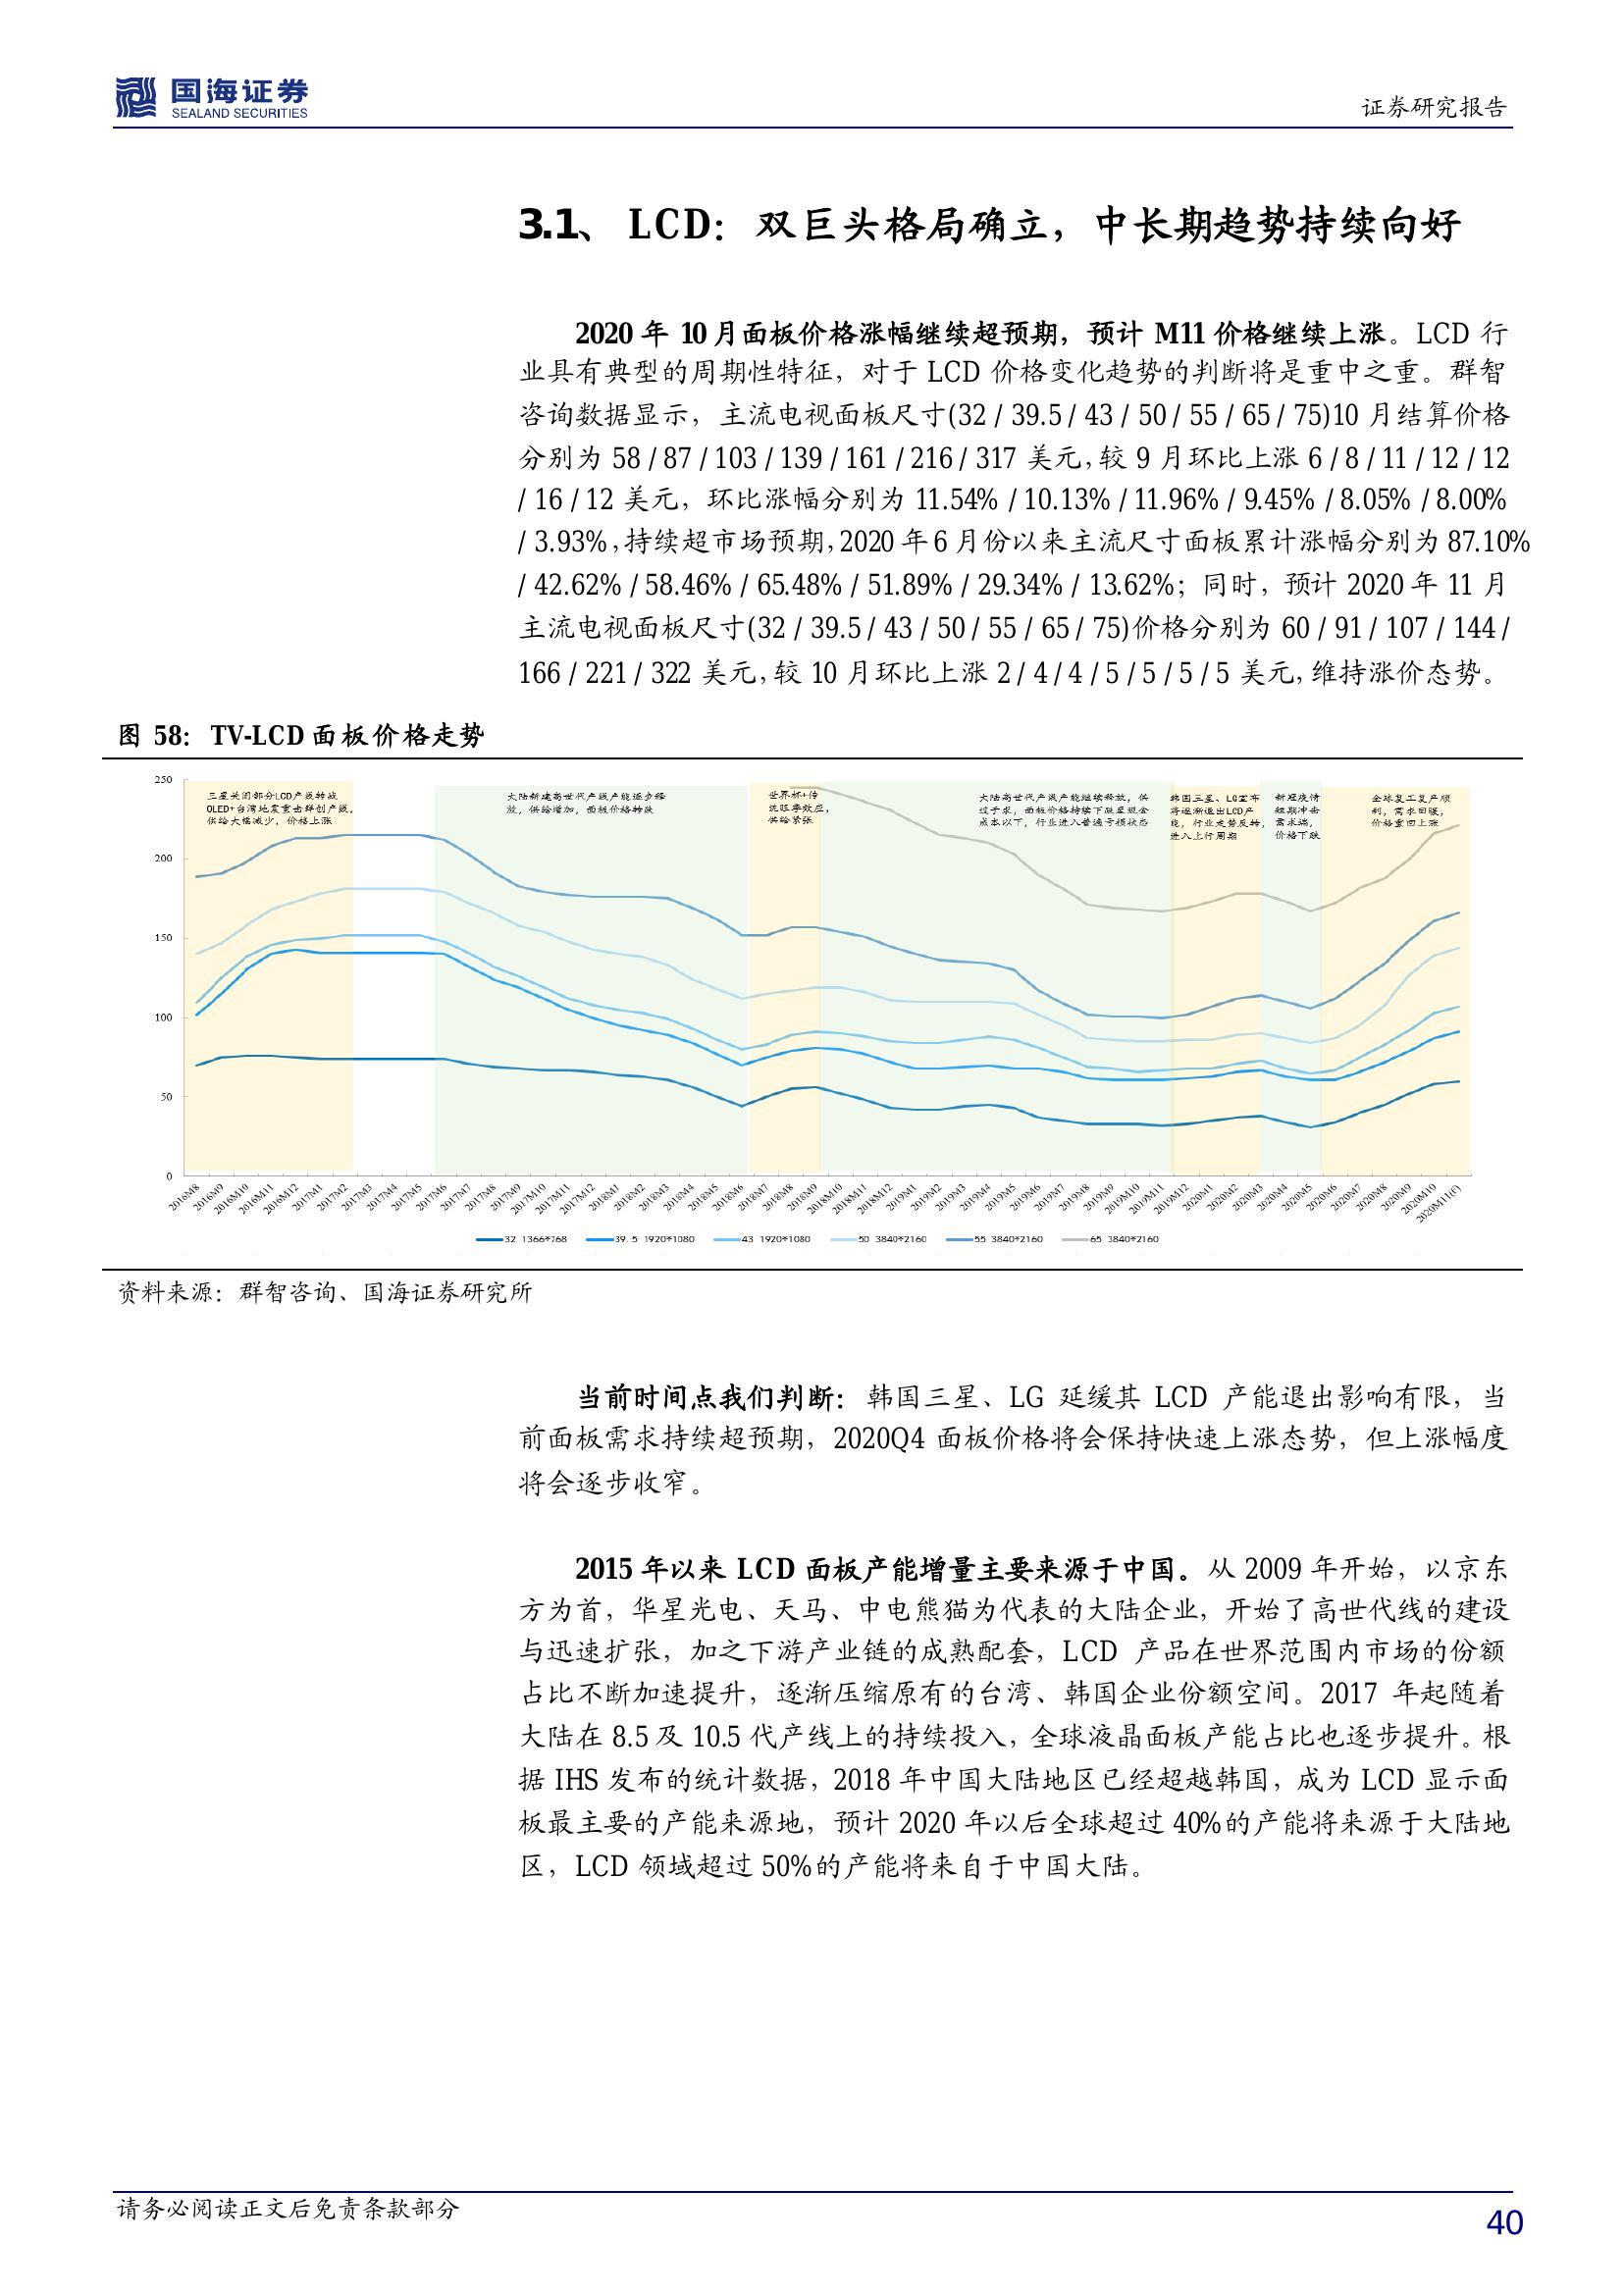 国海证券
SEALAND SECURITIES
证券研究报告
3.1、 LCD：双巨头格局确立，中长期趋势持续向好
2020 年 10 月面板价格涨幅继续超预期，预计 M11 价格继续上涨。LCD 行
业具有典型的周期性特征，对于 LCD 价格变化趋势的判断将是重中之重。群智
咨询数据显示，主流电视面板尺寸(32 / 39.5 / 43 / 50 / 55 / 65 / 75)10 月结算价格
分别为 58 / 87 / 103 / 139 / 161 / 216 / 317 美元，较 9 月环比上涨 6 / 8 / 11 / 12 / 12
/ 16 / 12 美元，环比涨幅分别为 11.54% / 10.13% / 11.96% / 9.45% / 8.05% / 8.00%
/ 3.93%，持续超市场预期，2020 年 6 月份以来主流尺寸面板累计涨幅分别为 87.10%
/ 42.62% / 58.46% / 65.48% / 51.89% / 29.34% / 13.62%；同时，预计 2020 年 11 月
主流电视面板尺寸(32 / 39.5 / 43 / 50 / 55 / 65 / 75)价格分别为 60 / 91 / 107 / 144 /
166 / 221 / 322 美元，较 10 月环比上涨 2 / 4 / 4 / 5 / 5 / 5 / 5 美元，维持涨价态势。
图 58：TV-LCD 面板价格走势
250
200
150
100
50
0
三星关闭部分LCD产线转战
OLED+台湾地震重击群创产线，
供给大幅减少，价格上涨
大陆新建高世代产线产能逐步释
放，供给增加，面板价格转跌
世界杯+传
统旺季效应，
供给紧张
大陆高世代产线产能继续释放，供
过于求，面板价格持续下跌至现金
成本以下，行业进入普遍亏损状态
韩国三星、LG宣布
将逐渐退出LCD产
能，行业走势反转，
进入上行周期
新冠疫情
短期冲击
需求端，
价格下跌
全球复工复产顺
利，需求回暖，
价格重回上涨
2016M8 2016M9 2016M10 2016M11 2016M12 2017M1 2017M2 2017M3 2017M4 2017M5 2017M6 2017M7 2017M8 2017M9 2017M10 2017M11 2017M12 2018M1 2018M2 2018M3 2018M4 2018M5 2018M6 2018M7 2018M8 2018M9 2018M10 2018M11 2018M12 2019M1 2019M2 2019M3 2019M4 2019M5 2019M6 2019M7 2019M8 2019M9 2019M10 2019M11 2019M12 2020M1 2020M2 2020M3 2020M4 2020M5 2020M6 2020M7 2020M8 2020M9 2020M10 2020M11(F)
32 1366*768 39.5 1920*1080 43 1920*1080 50 3840*2160 55 3840*2160 65 3840*2160
资料来源：群智咨询、国海证券研究所
当前时间点我们判断：韩国三星、LG 延缓其 LCD 产能退出影响有限，当
前面板需求持续超预期，2020Q4 面板价格将会保持快速上涨态势，但上涨幅度
将会逐步收窄。
2015 年以来 LCD 面板产能增量主要来源于中国。从 2009 年开始，以京东
方为首，华星光电、天马、中电熊猫为代表的大陆企业，开始了高世代线的建设
与迅速扩张，加之下游产业链的成熟配套，LCD 产品在世界范围内市场的份额
占比不断加速提升，逐渐压缩原有的台湾、韩国企业份额空间。2017 年起随着
大陆在 8.5 及 10.5 代产线上的持续投入，全球液晶面板产能占比也逐步提升。根
据 IHS 发布的统计数据，2018 年中国大陆地区已经超越韩国，成为 LCD 显示面
板最主要的产能来源地，预计 2020 年以后全球超过 40%的产能将来源于大陆地
区，LCD 领域超过 50%的产能将来自于中国大陆。
请务必阅读正文后免责条款部分
40